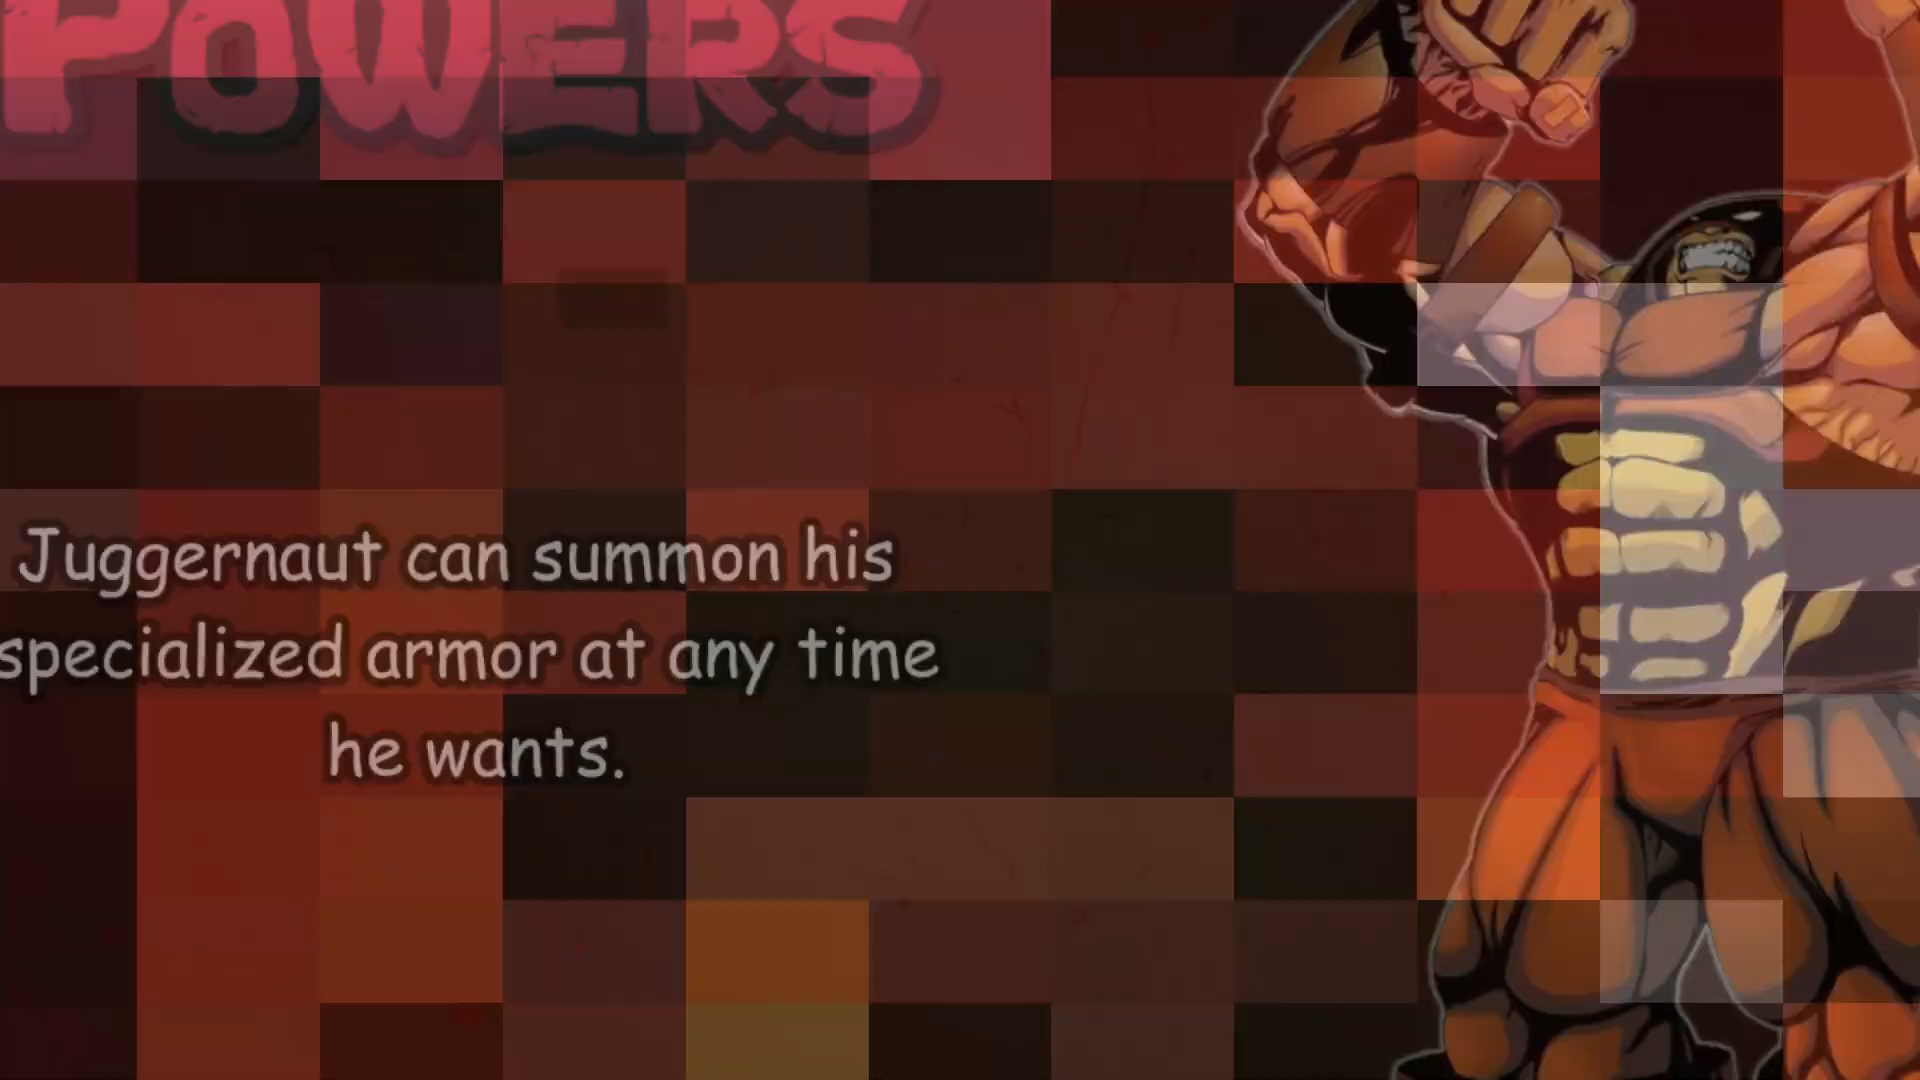 POWERS
Juggernaut can summon his
specialized armor at any time
he wants.